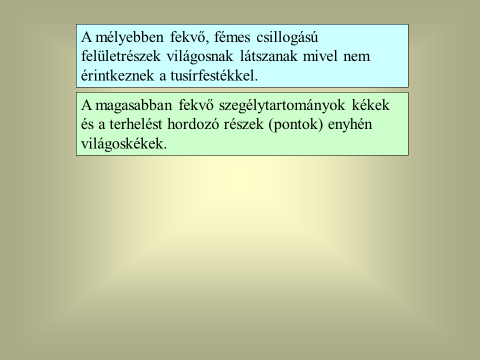 A mélyebben fekvő, fémes csillogású
felületrészek világosnak látszanak mivel nem
érintkeznek a tusírfestékkel.
A magasabban fekvő szegélytartományok kékek
és a terhelést hordozó részek (pontok) enyhén
világoskékek.